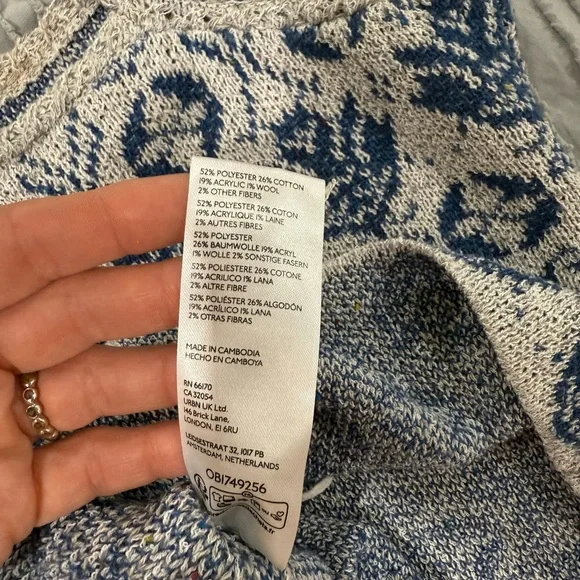 52% POLYESTER 26% COTTON
19% ACRYLIC 1% WOOL
2% OTHER FIBERS
52% POLYESTER 26% COTON
19% ACRYLIQUE 1% LAINE
2% AUTRES FIBRES
52% POLYESTER
26% BAUMWOLLE 19% ACRYL
1% WOLLE 2% SONSTIGE FASERN
52% POLIESTERE 26% COTONE
19% ACRILICO 1% LANA
2% ALTRE FIBRE
52% POLIÉSTER 26% ALGODÓN
19% ACRÍLICO 1% LANA
2% OTRAS FIBRAS
MADE IN CAMBODIA
HECHO EN CAMBOYA
RN 66170
CA 32054
URBN UK Ltd.
146 Brick Lane,
LONDON, E1 6RU
LEIDSESTRAAT 32, 1017 PB
AMSTERDAM, NETHERLANDS
OB1749256